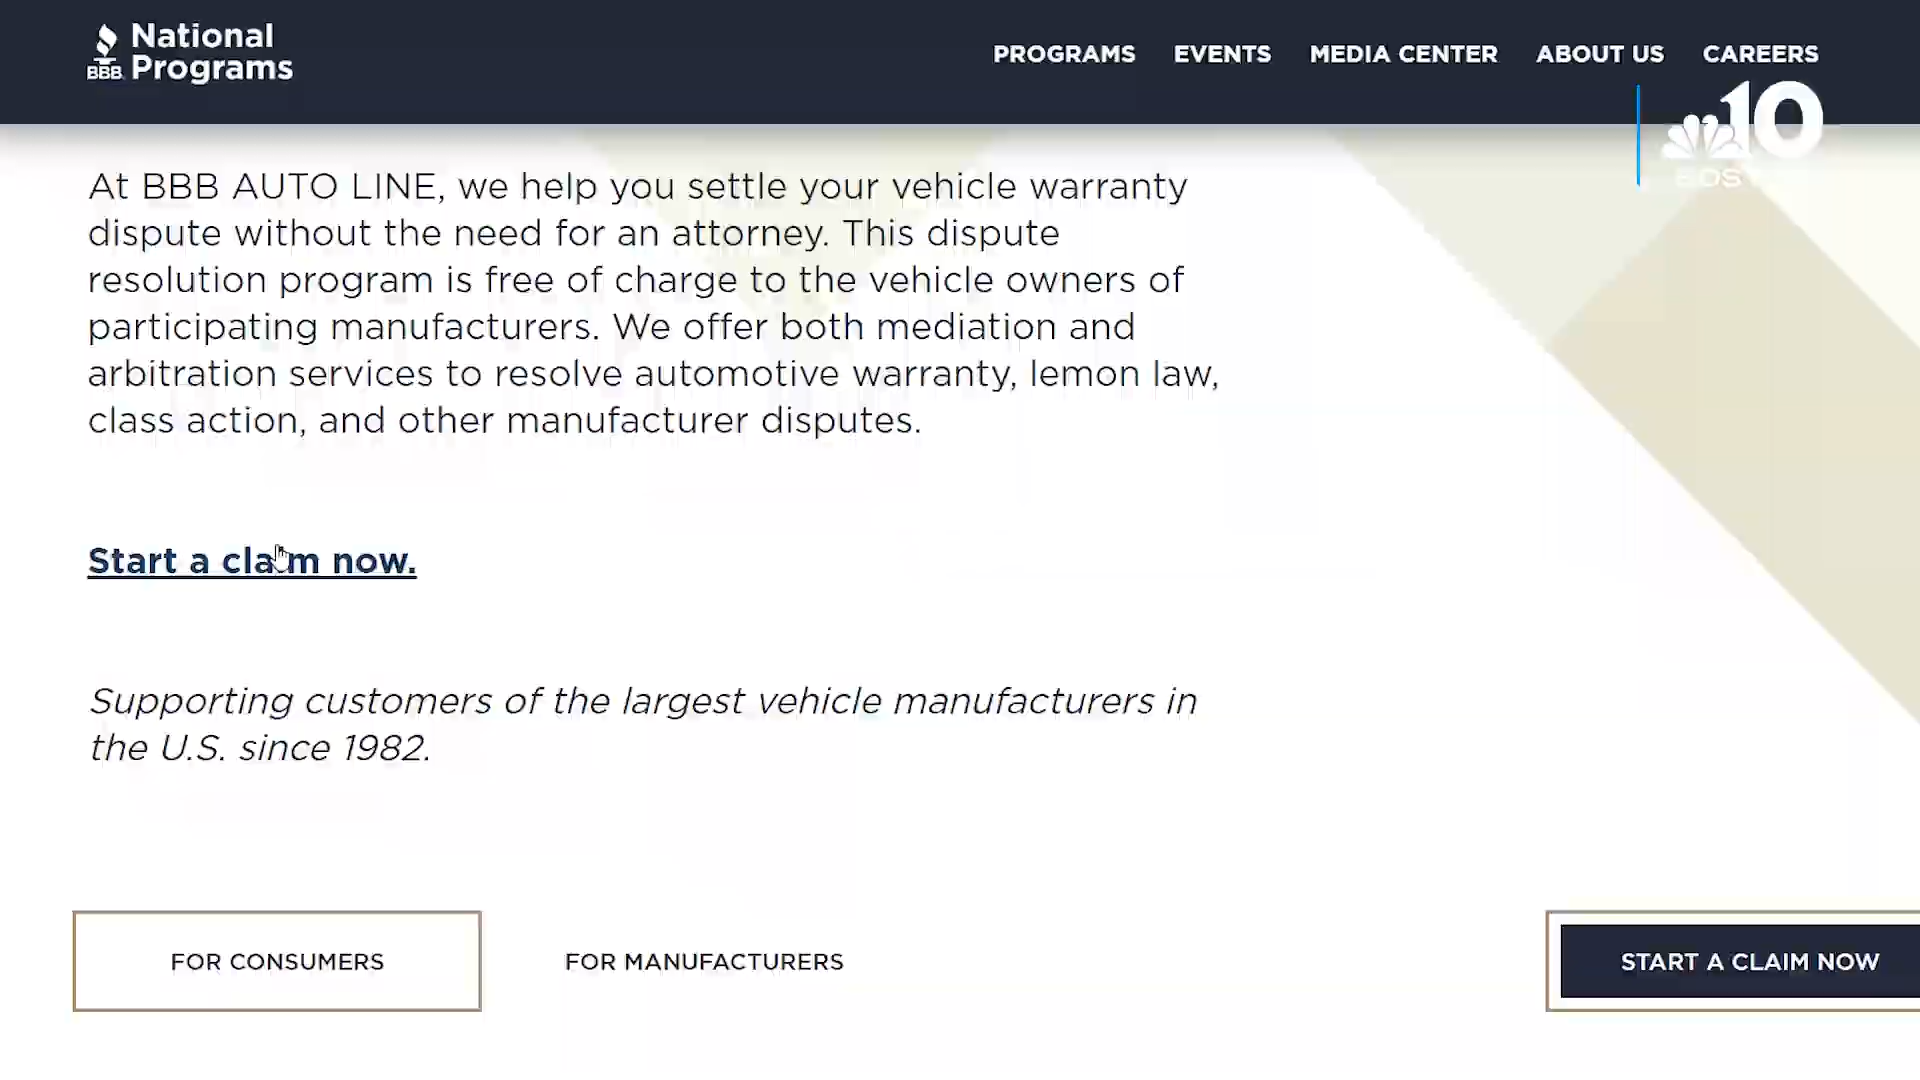 National
BBB Programs
PROGRAMS EVENTS MEDIA CENTER ABOUT US CAREERS
10
At BBB AUTO LINE, we help you settle your vehicle warranty
dispute without the need for an attorney. This dispute
resolution program is free of charge to the vehicle owners of
participating manufacturers. We offer both mediation and
arbitration services to resolve automotive warranty, lemon law,
class action, and other manufacturer disputes.
Start a claim now.
Supporting customers of the largest vehicle manufacturers in
the U.S. since 1982.
FOR CONSUMERS FOR MANUFACTURERS START A CLAIM NOW